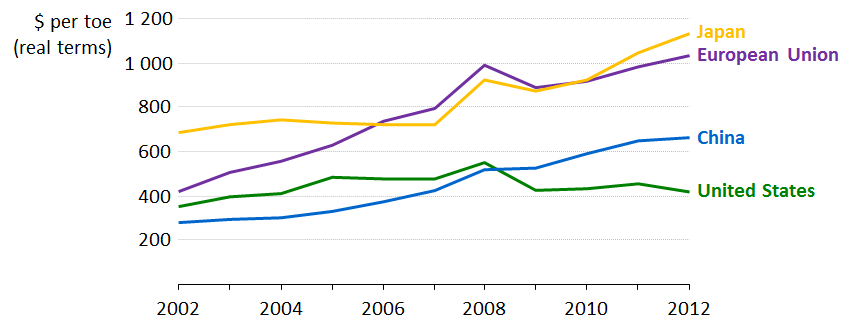 $ per toe
(real terms)
1 200
1 000
800
600
400
200
Japan
European Union
China
United States
2002
2004
2006
2008
2010
2012